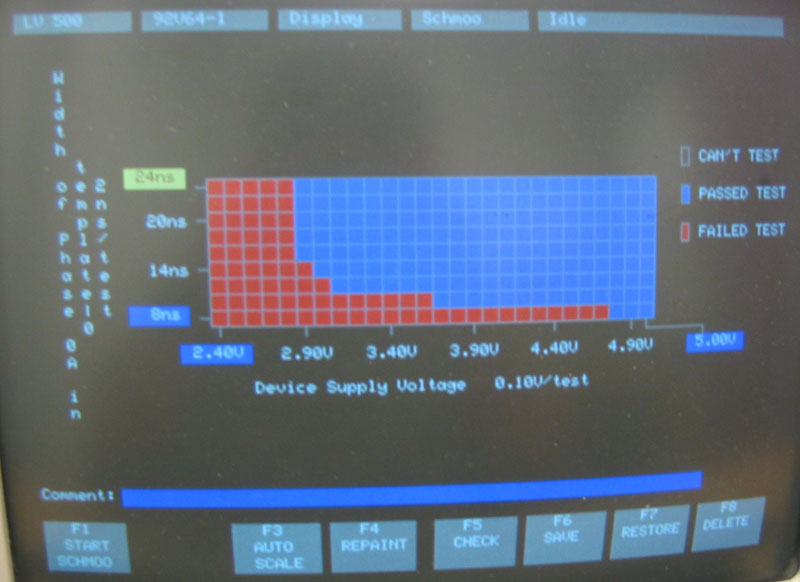 LV 500 92V64-1 Display Schmoo Idle
Width of Phase 0A in
template10
2ns/test
24ns
20ns
14ns
8ns
CAN'T TEST
PASSED TEST
FAILED TEST
2.40V 2.90V 3.40V 3.90V 4.40V 4.90V 5.00V
Device Supply Voltage 0.10V/test
Comment:
F1 START SCHMOO
F3 AUTO SCALE
F4 REPAINT
F5 CHECK
F6 SAVE
F7 RESTORE
F8 DELETE